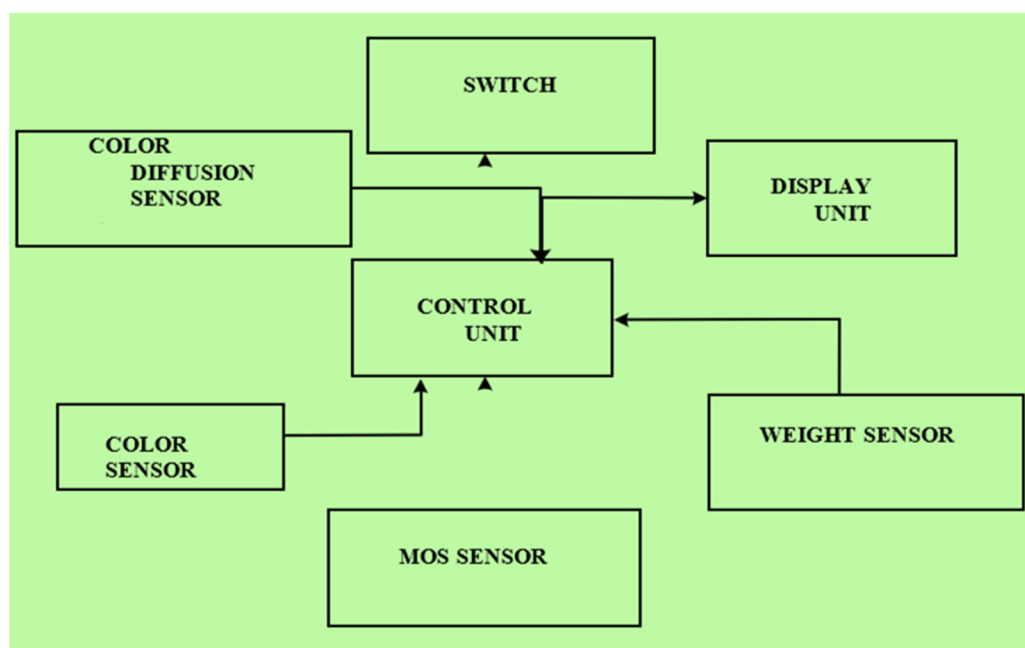 SWITCH
COLOR
DIFFUSION
SENSOR
DISPLAY
UNIT
CONTROL
UNIT
COLOR
SENSOR
WEIGHT SENSOR
MOS SENSOR